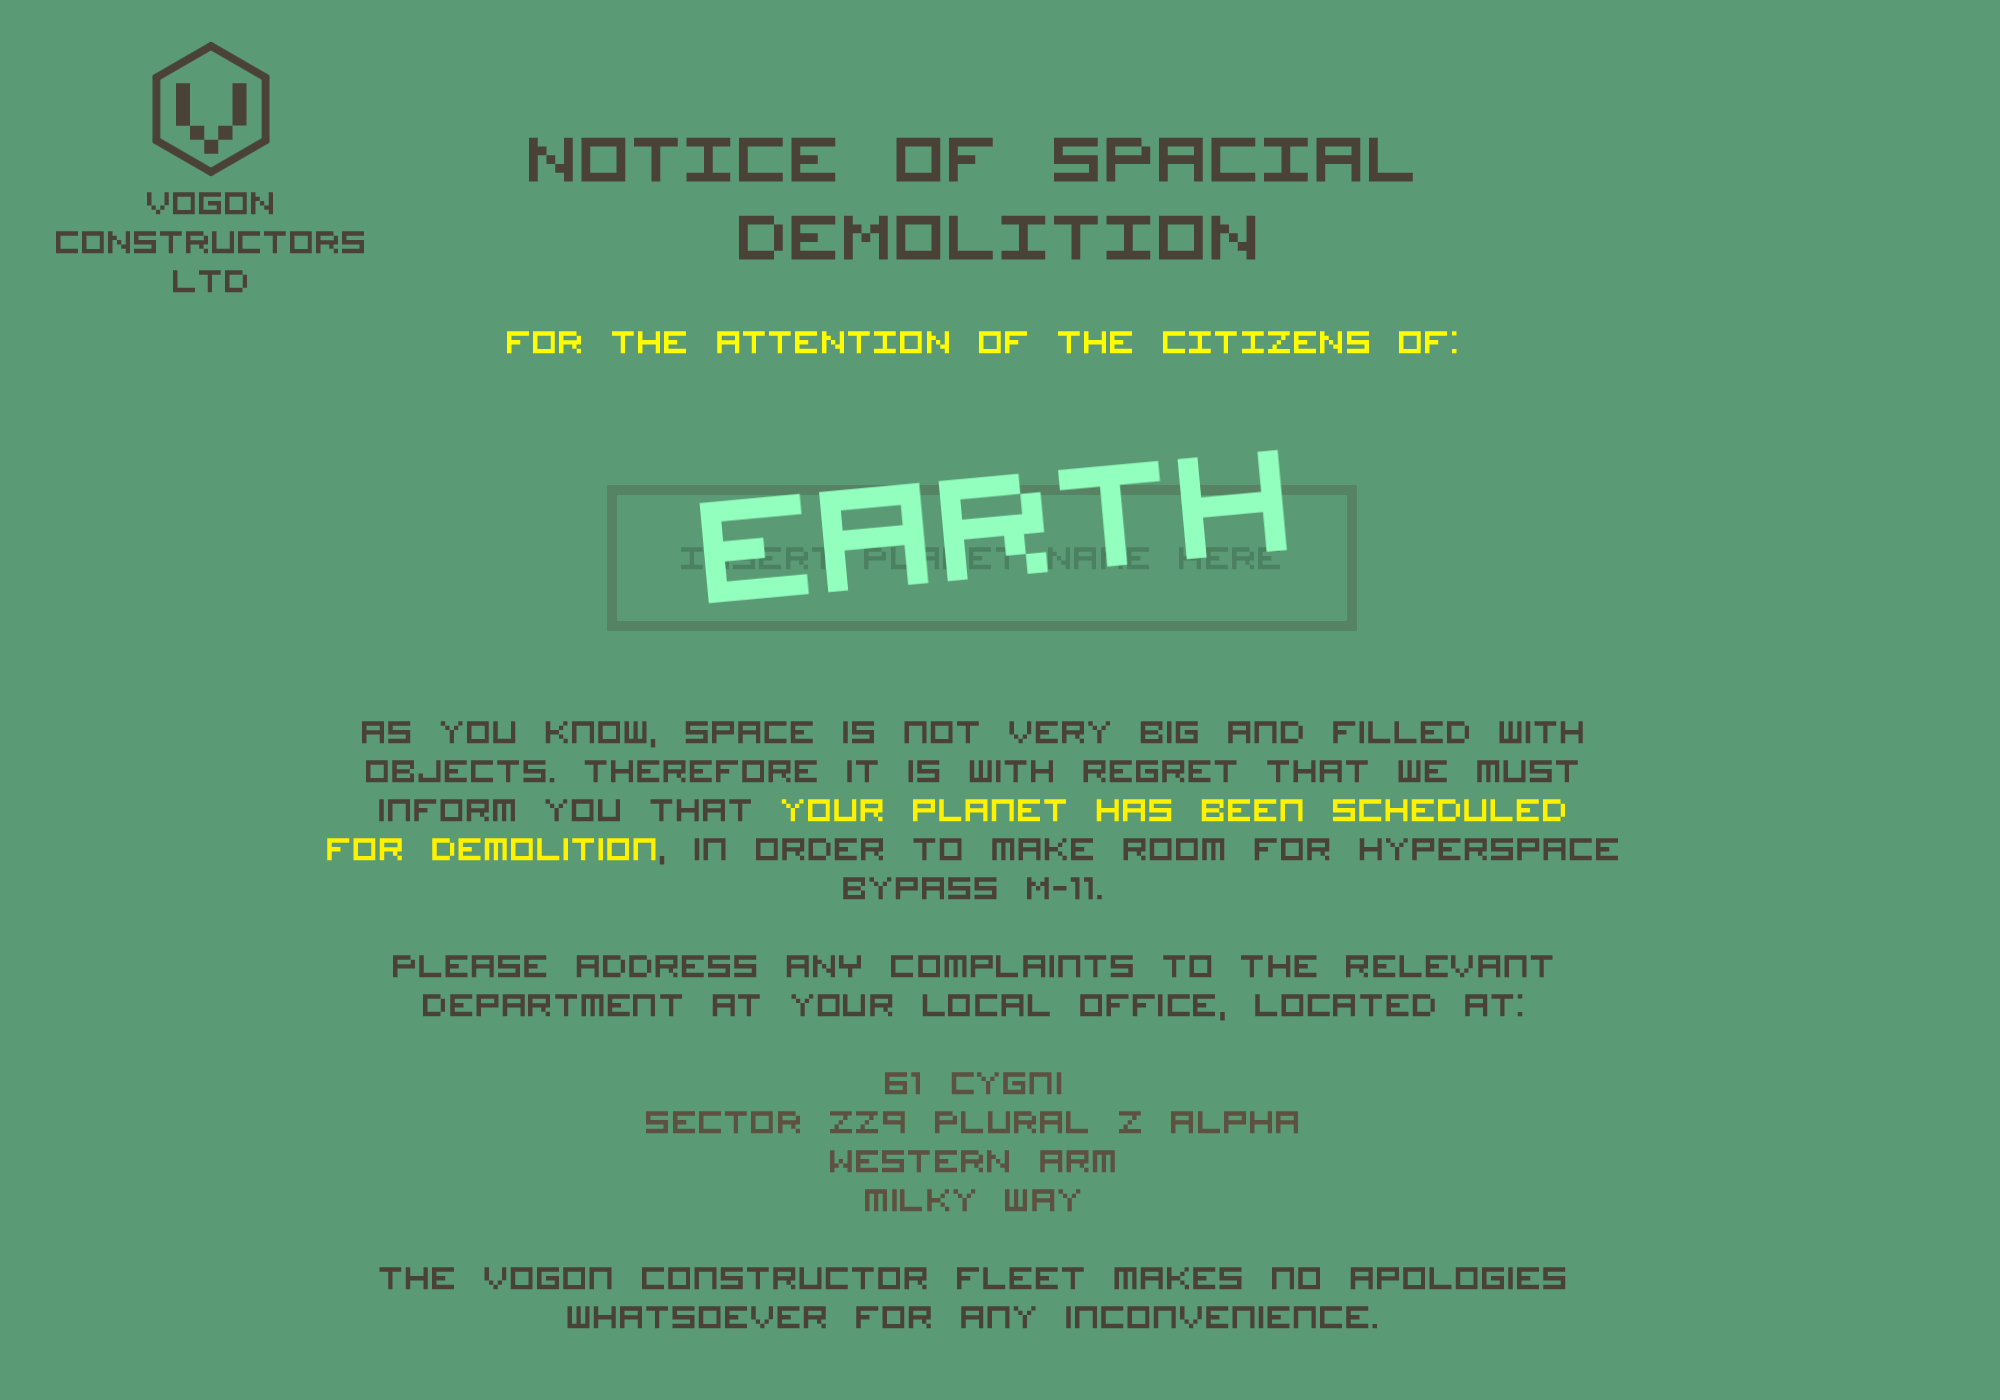 VOGON
CONSTRUCTORS
LTD
NOTICE OF SPACIAL
DEMOLITION
FOR THE ATTENTION OF THE CITIZENS OF:
EARTH
INSERT PLANET NAME HERE
AS YOU KNOW, SPACE IS NOT VERY BIG AND FILLED WITH
OBJECTS. THEREFORE IT IS WITH REGRET THAT WE MUST
INFORM YOU THAT YOUR PLANET HAS BEEN SCHEDULED
FOR DEMOLITION, IN ORDER TO MAKE ROOM FOR HYPERSPACE
BYPASS M-11.
PLEASE ADDRESS ANY COMPLAINTS TO THE RELEVANT
DEPARTMENT AT YOUR LOCAL OFFICE, LOCATED AT:
61 CYGNI
SECTOR ZZ9 PLURAL Z ALPHA
WESTERN ARM
MILKY WAY
THE VOGON CONSTRUCTOR FLEET MAKES NO APOLOGIES
WHATSOEVER FOR ANY INCONVENIENCE.